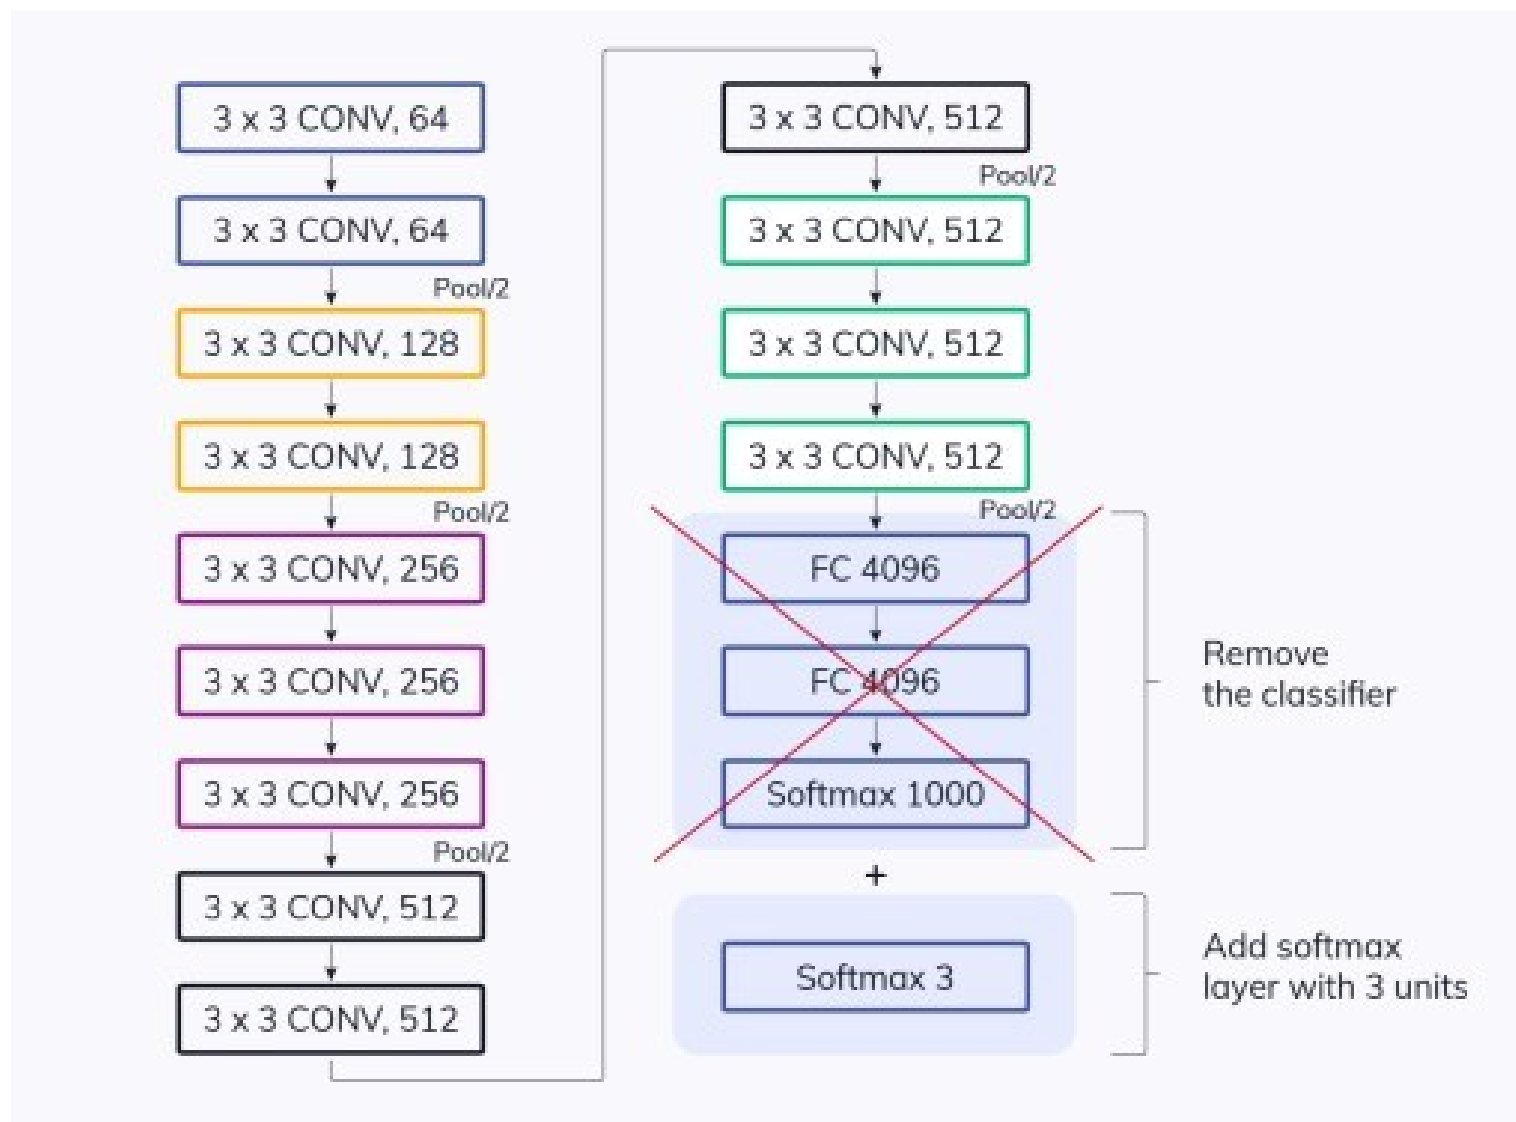 3 x 3 CONV, 64
3 x 3 CONV, 64
Pool/2
3 x 3 CONV, 128
3 x 3 CONV, 128
Pool/2
3 x 3 CONV, 256
3 x 3 CONV, 256
3 x 3 CONV, 256
Pool/2
3 x 3 CONV, 512
3 x 3 CONV, 512
3 x 3 CONV, 512
Pool/2
3 x 3 CONV, 512
3 x 3 CONV, 512
3 x 3 CONV, 512
Pool/2
FC 4096
FC 4096
Softmax 1000
Remove
the classifier
+
Softmax 3
Add softmax
layer with 3 units